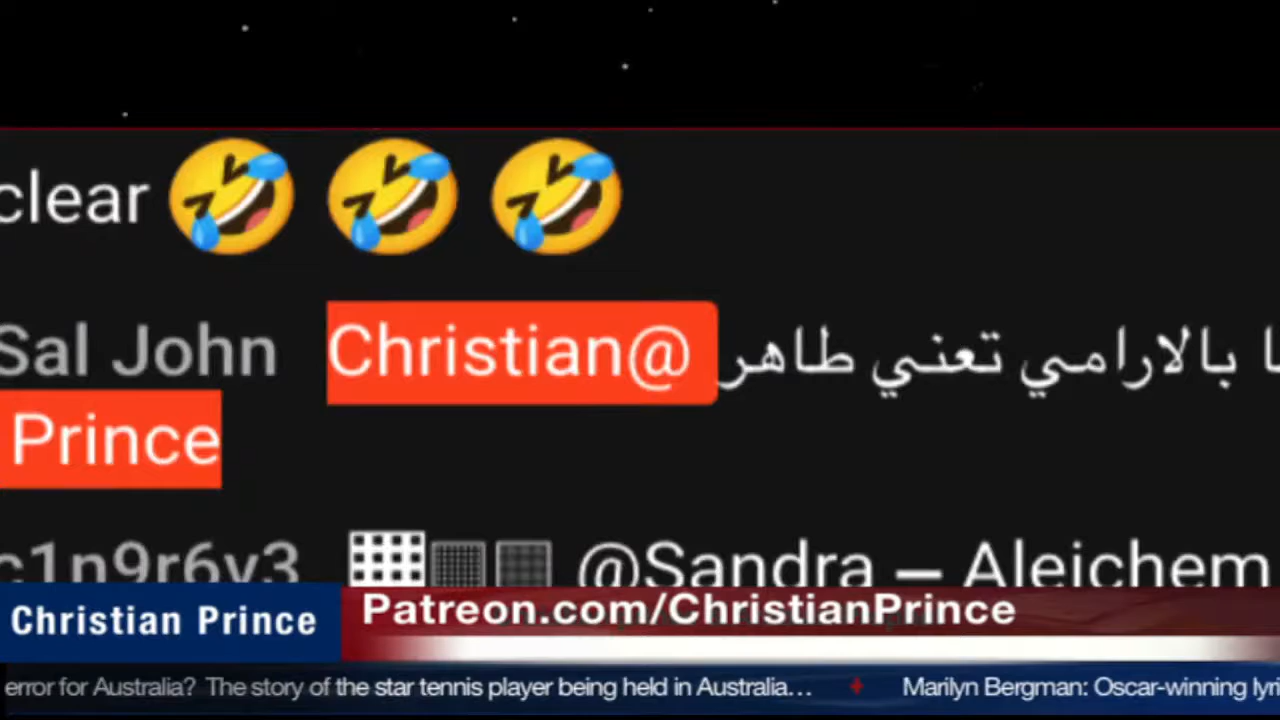 clear 🤣 🤣 🤣
Sal John Christian@ بالارامي تعني طاهر
Prince
c1n9r6v3 @Sandra – Aleichem
Christian Prince
Patreon.com/ChristianPrince
error for Australia? The story of the star tennis player being held in Australia... Marilyn Bergman: Oscar-winning lyri